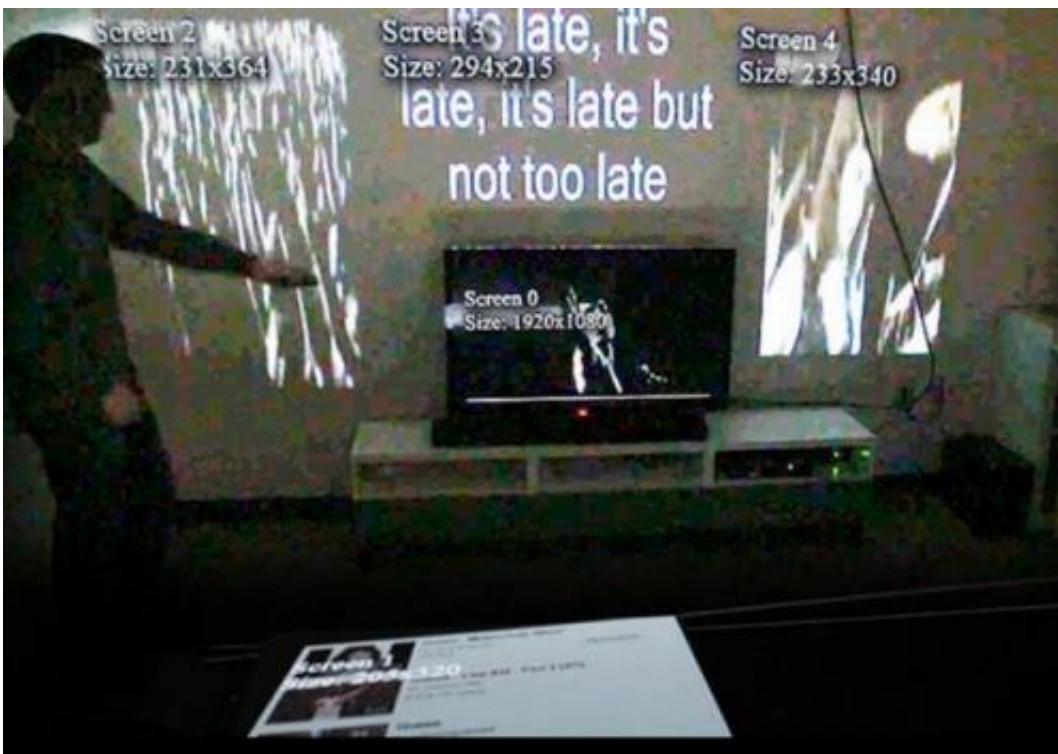 Screen 2
Size: 231x364
Screen 3
Size: 294x215
It's late, it's
late, it's late but
not too late
Screen 4
Size: 233x340
Screen 0
Size: 1920x1080
Screen 1